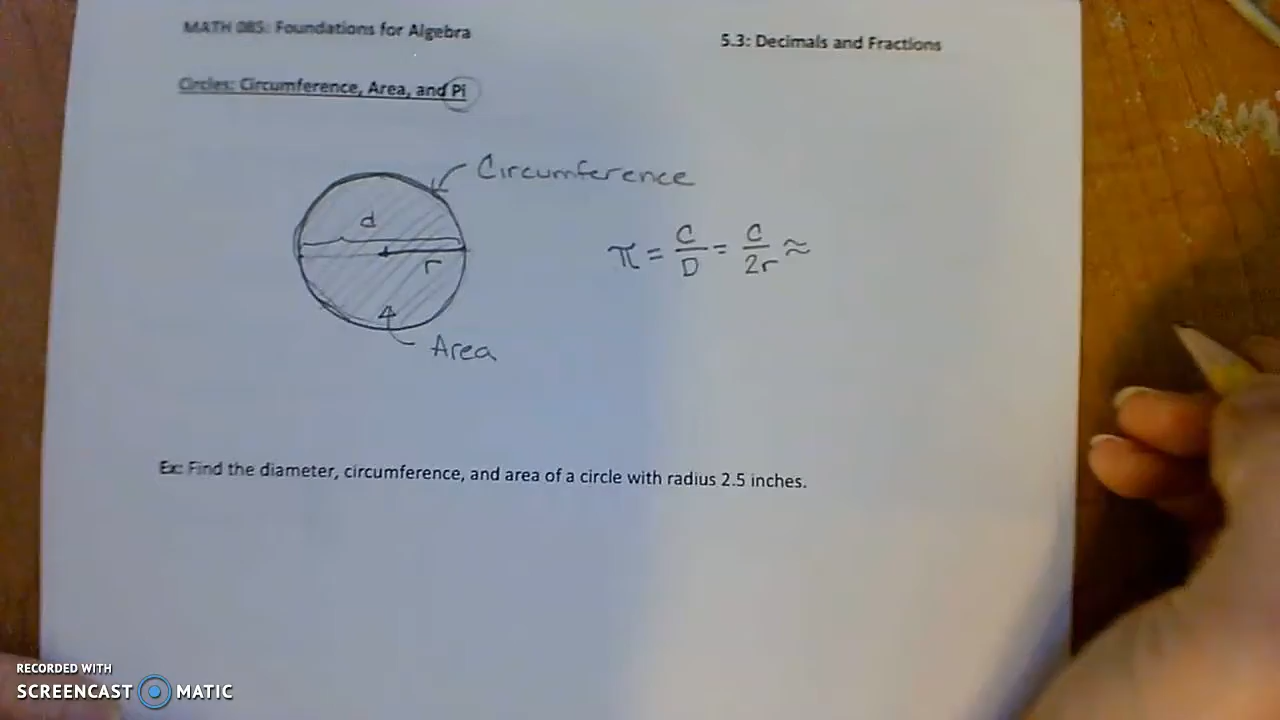 MATH 085: Foundations for Algebra
5.3: Decimals and Fractions
Circles: Circumference, Area, and Pi
Circumference
d
r
π = C/D = C/2r ≈
Area
Ex: Find the diameter, circumference, and area of a circle with radius 2.5 inches.
RECORDED WITH
SCREENCAST MATIC